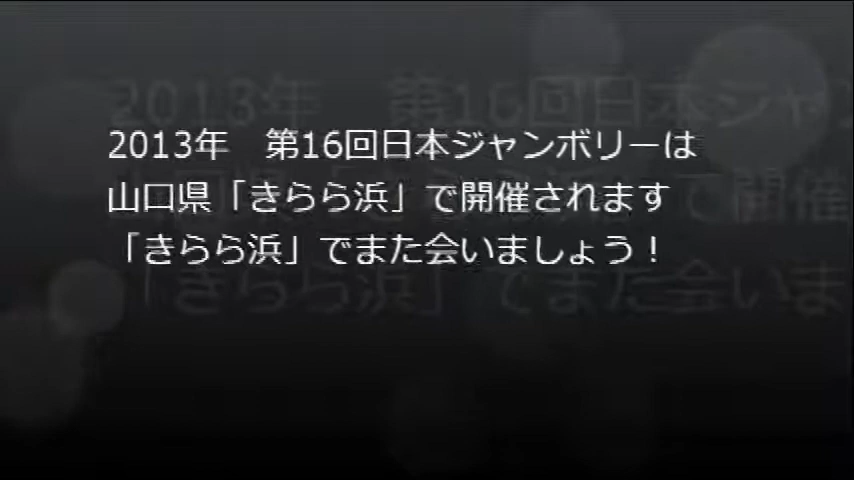 2013年　第16回日本ジャンボリーは
山口県「きらら浜」で開催されます
「きらら浜」でまた会いましょう！